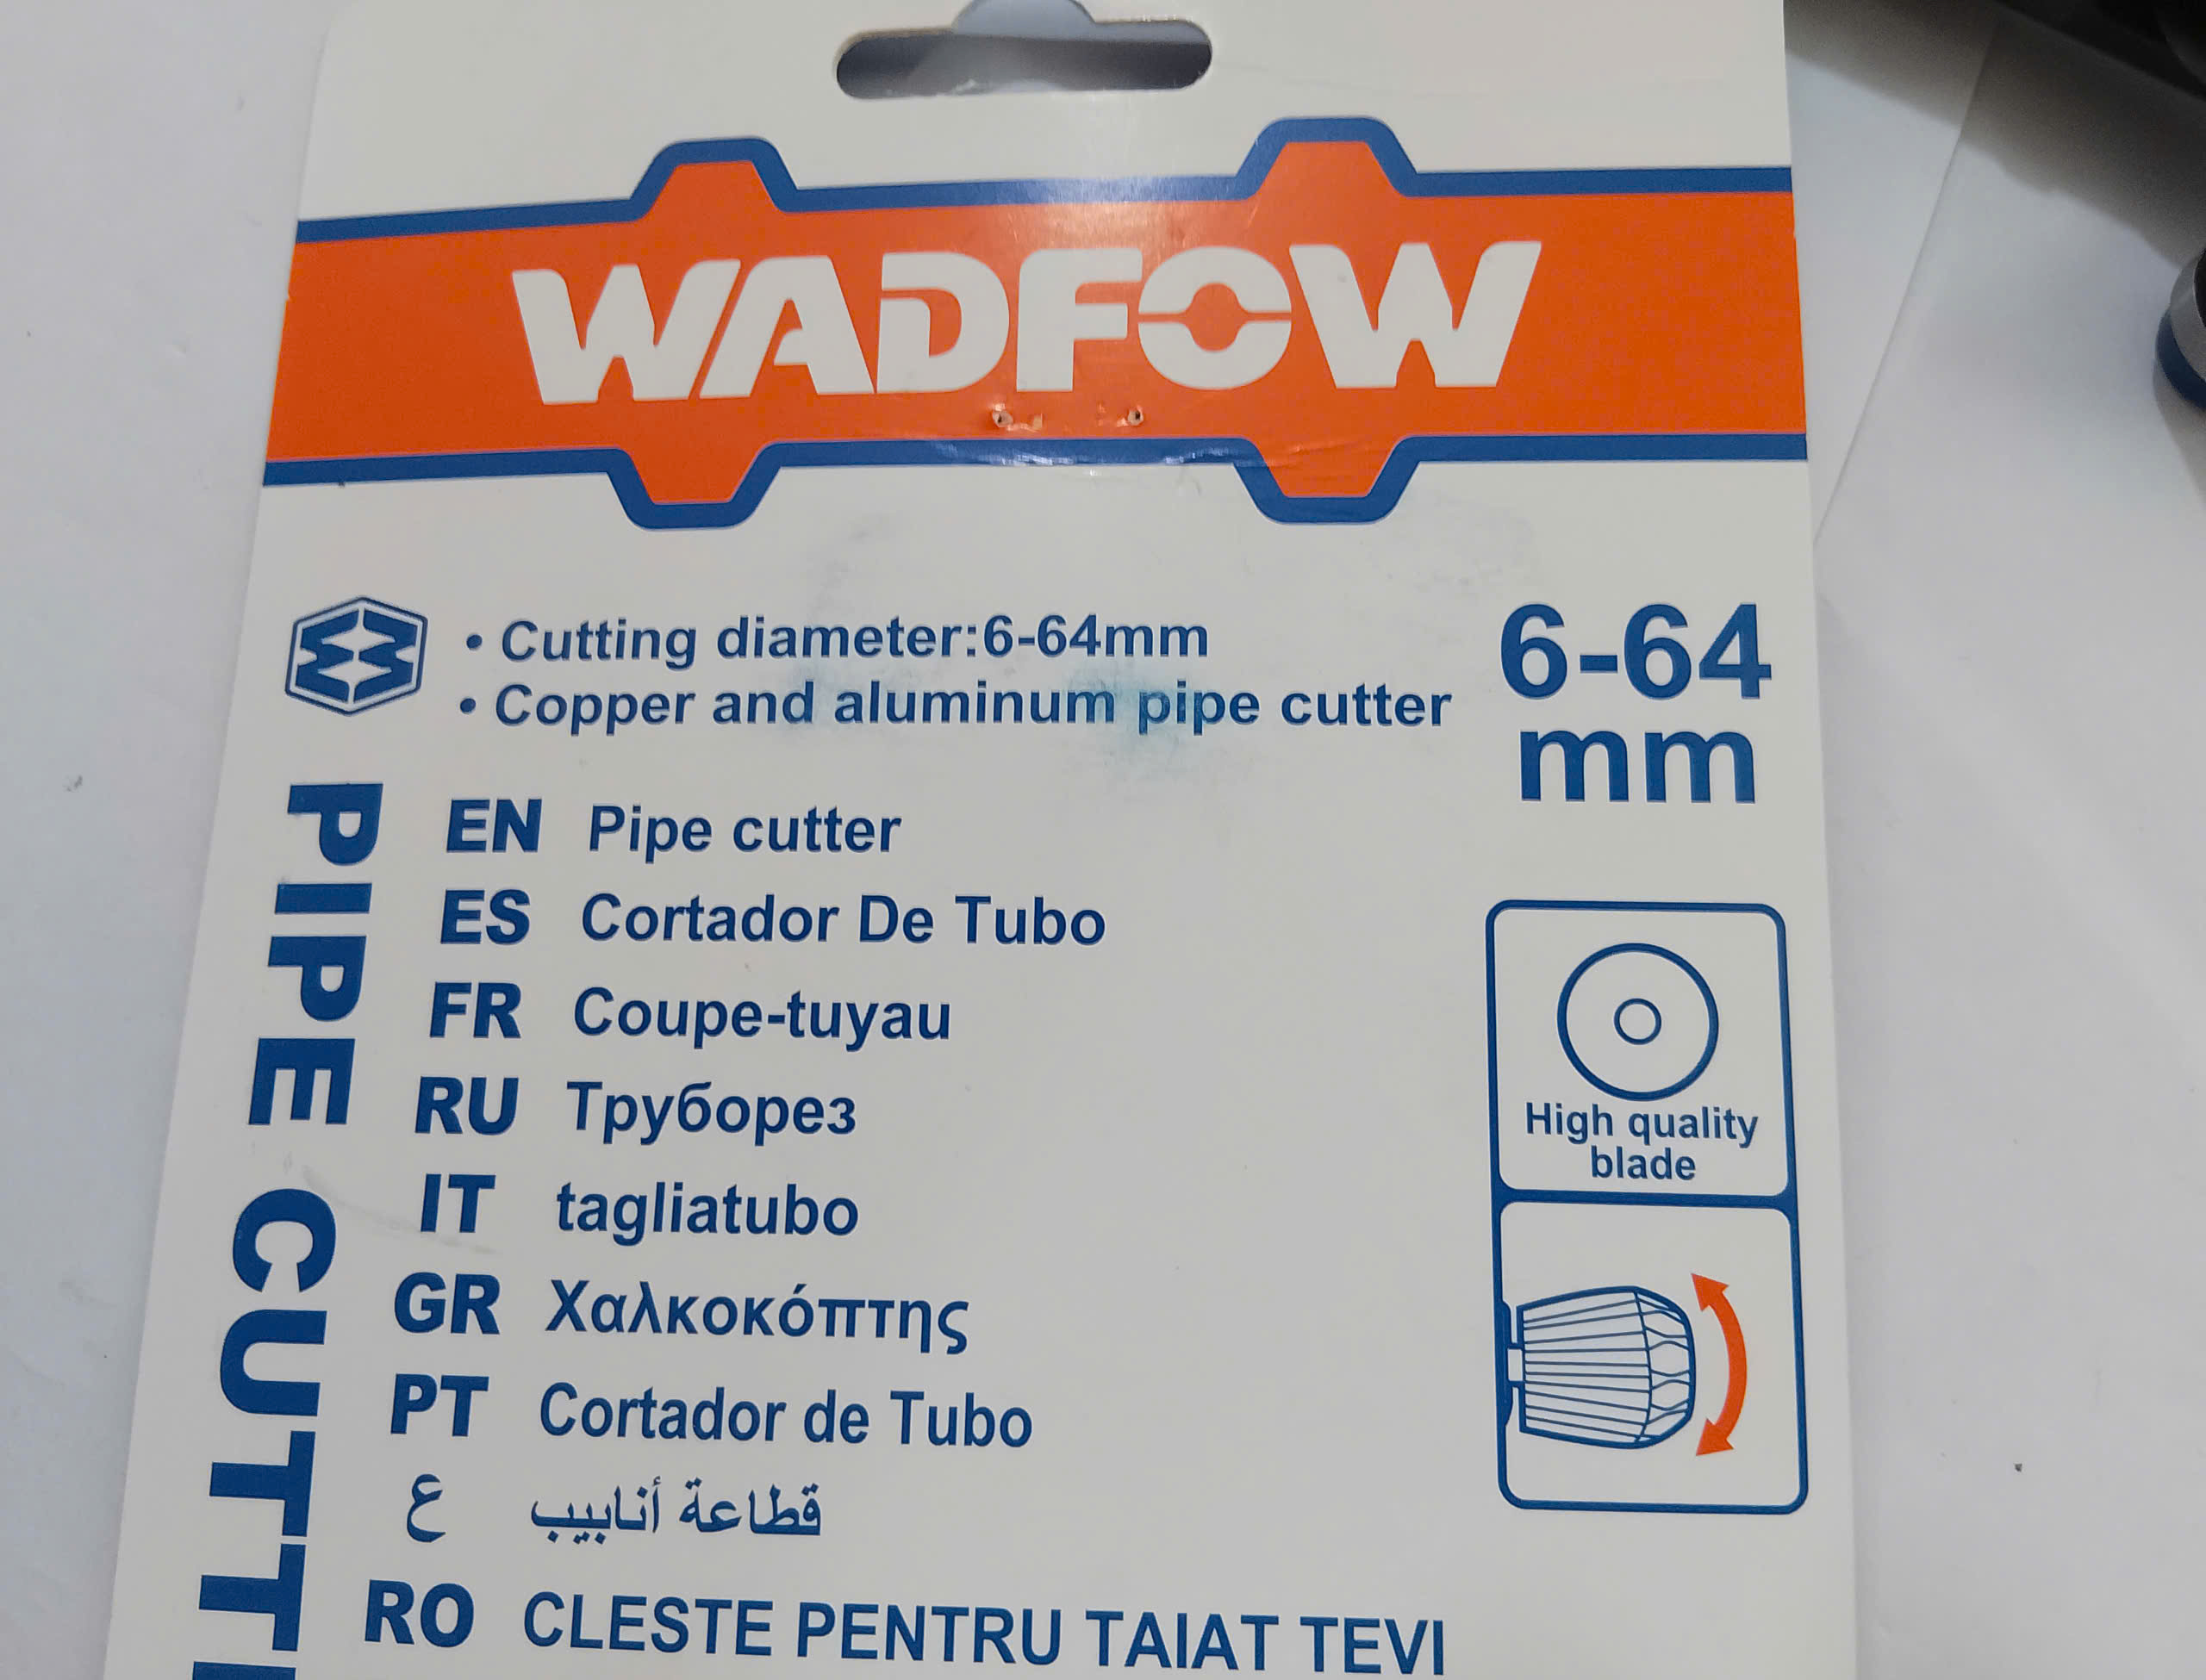 WADFOW
• Cutting diameter:6-64mm
• Copper and aluminum pipe cutter
6-64
mm
PIPE
EN Pipe cutter
ES Cortador De Tubo
FR Coupe-tuyau
RU Труборез
IT tagliatubo
GR Χαλκοκόπτης
PT Cortador de Tubo
ع قطاعة أنابيب
RO CLESTE PENTRU TAIAT TEVI
High quality
blade